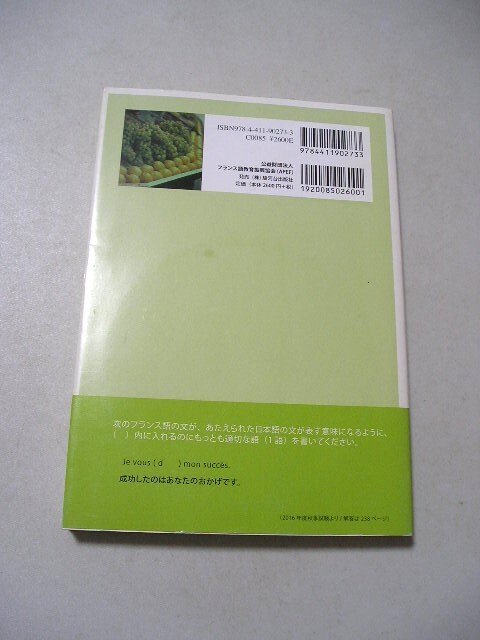 ISBN978-4-411-90273-3
C0085 ¥2600E
9784411902733
公益財団法人
フランス語教育振興協会(APEF)
発売 (株) 駿河台出版社
定価 (本体 2600円+税)
1920085026001
次のフランス語の文が、あたえられた日本語の文が表す意味になるように、
( )内に入れるのにもっとも適切な語(1語)を書いてください。
Je vous ( d ) mon succès.
成功したのはあなたのおかげです。
(2016年度秋季試験より/解答は 238 ページ)